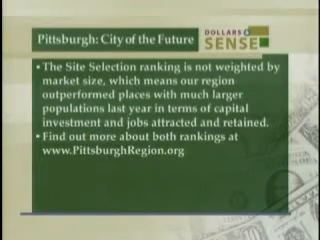 Pittsburgh: City of the Future
DOLLARS &
SENSE
• The Site Selection ranking is not weighted by
market size, which means our region
outperformed places with much larger
populations last year in terms of capital
investment and jobs attracted and retained.
• Find out more about both rankings at
www.PittsburghRegion.org